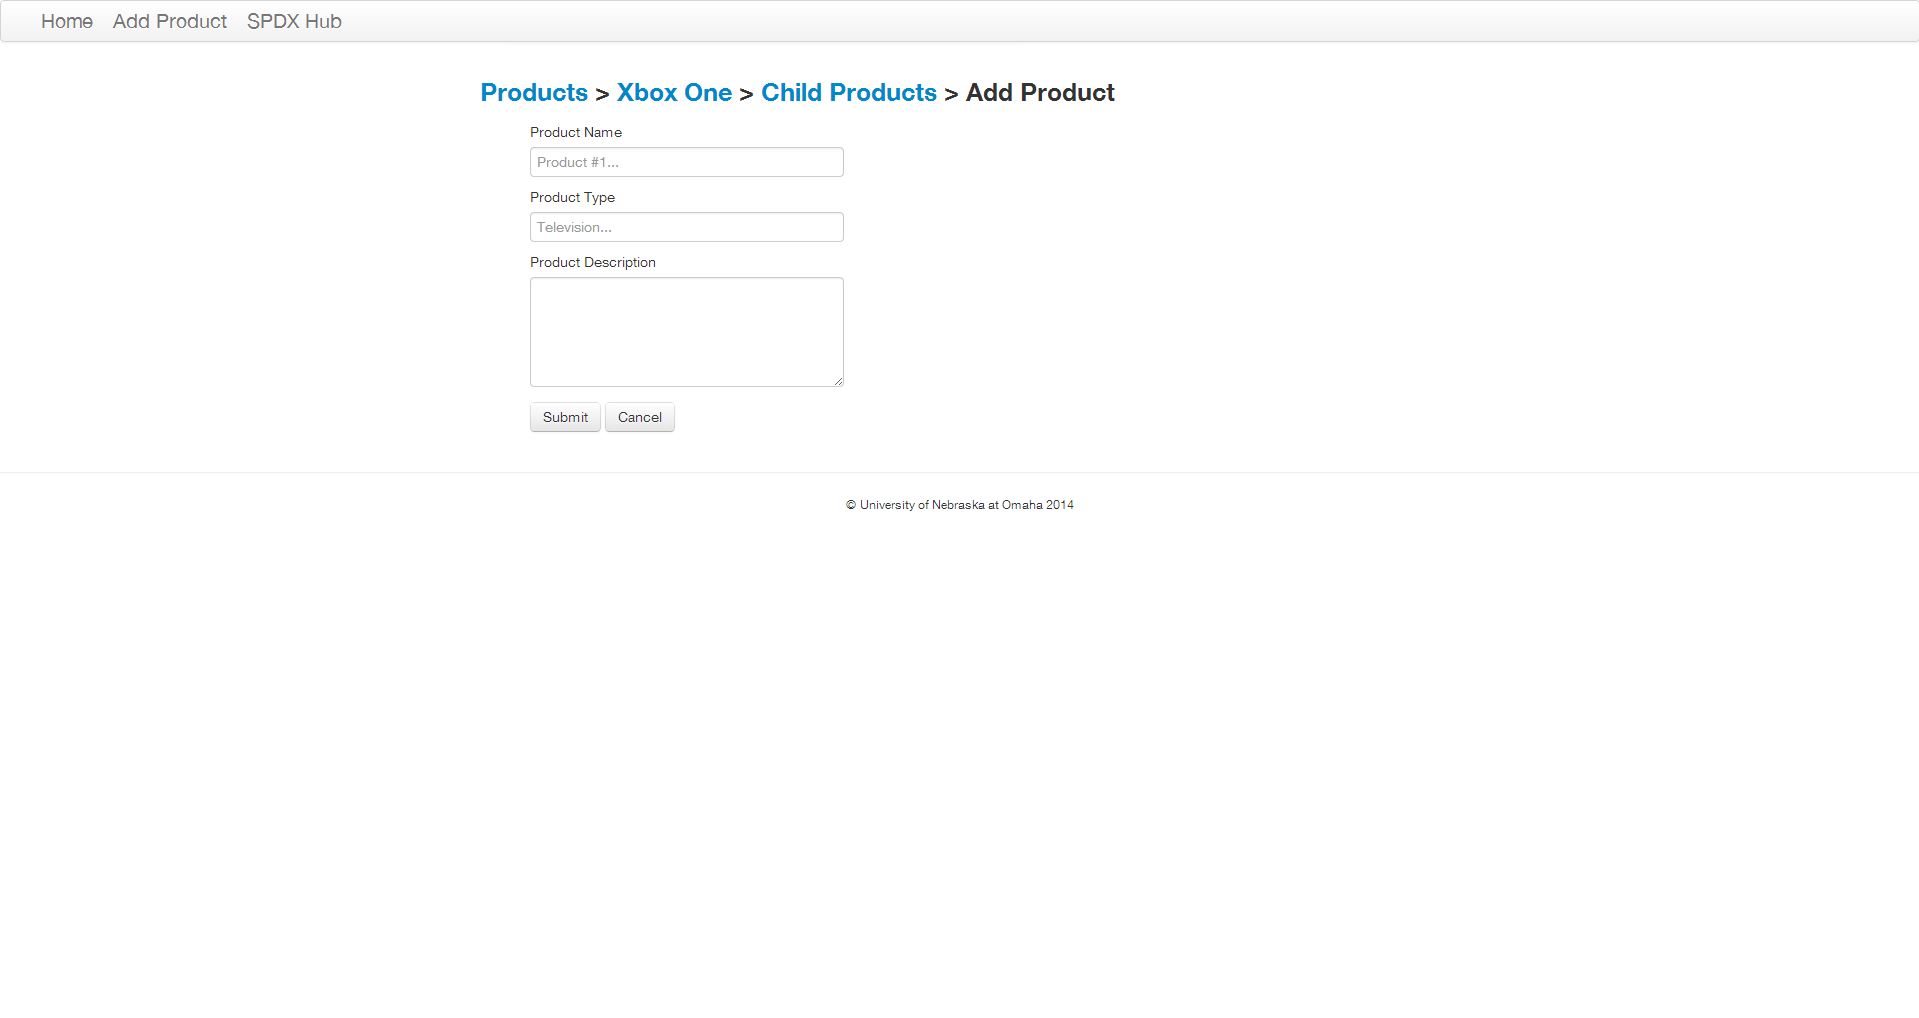 Home Add Product SPDX Hub
Products > Xbox One > Child Products > Add Product
Product Name
Product #1...
Product Type
Television...
Product Description
Submit Cancel
© University of Nebraska at Omaha 2014